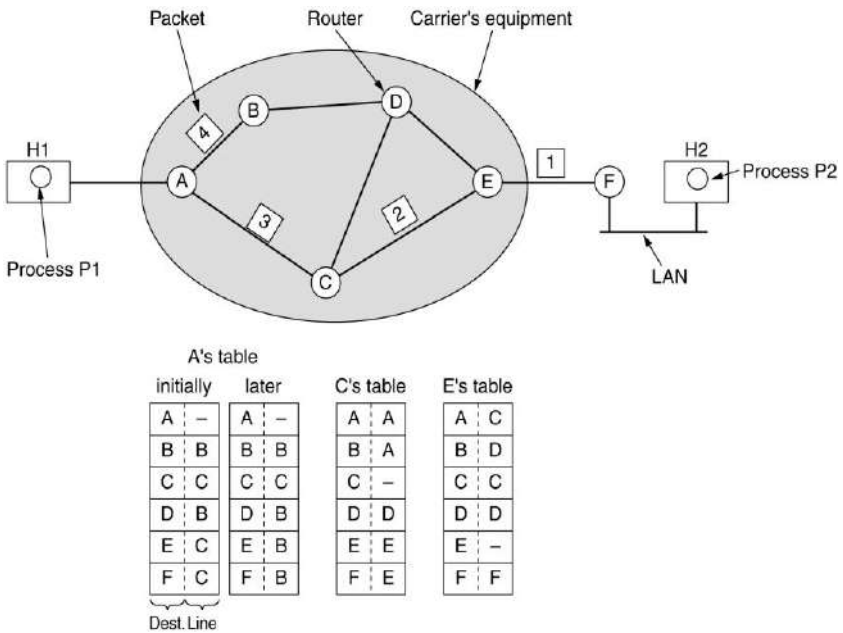 Packet
Router
Carrier's equipment
B
D
4
H1
1
H2
A
E
F
Process P2
3
2
Process P1
C
LAN
A's table
initially later C's table E's table
A – A – A A A C
B B B B B A B D
C C C C C – C C
D B D B D D D D
E C E B E E E –
F C F B F E F F
Dest. Line